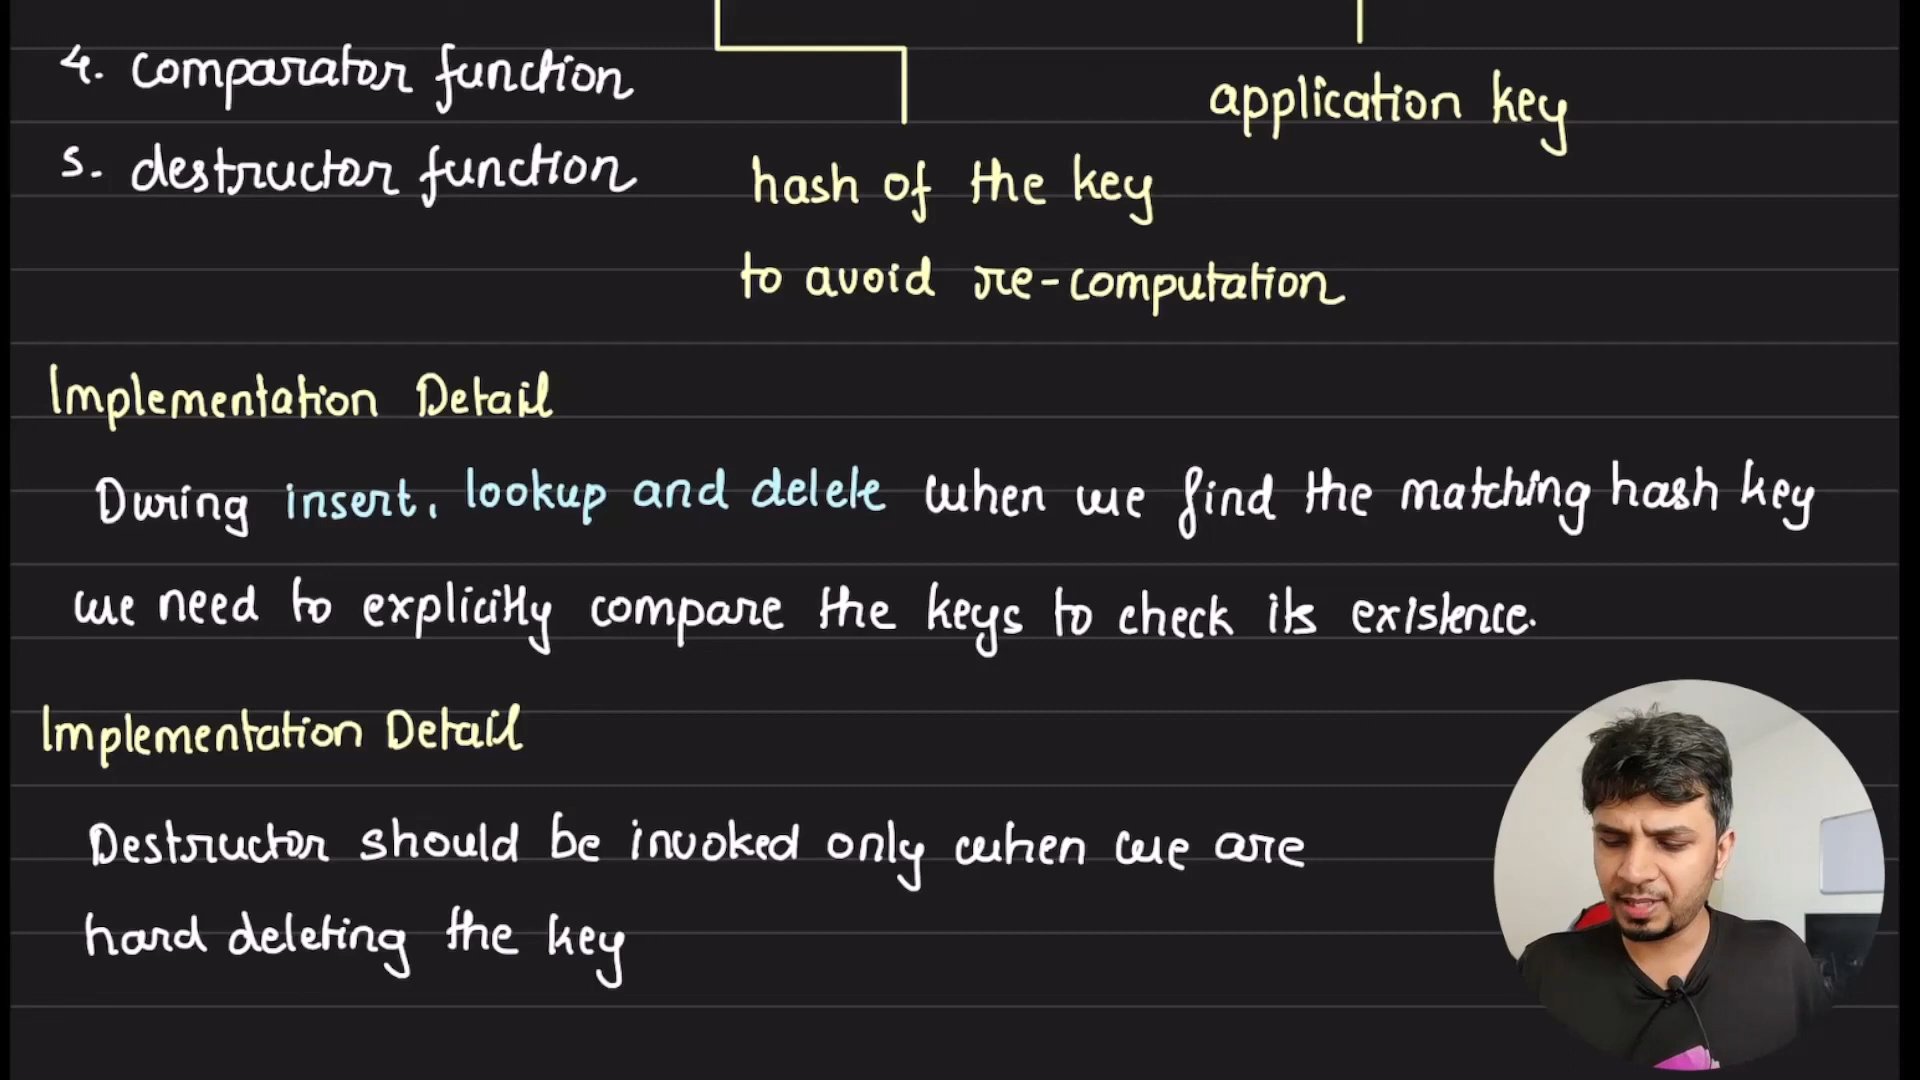 4. comparator function
application key
5. destructor function
hash of the key
to avoid re-computation
Implementation Detail
During insert, lookup and delete when we find the matching hash key
we need to explicitly compare the keys to check its existence.
Implementation Detail
Destructor should be invoked only when we are
hard deleting the key